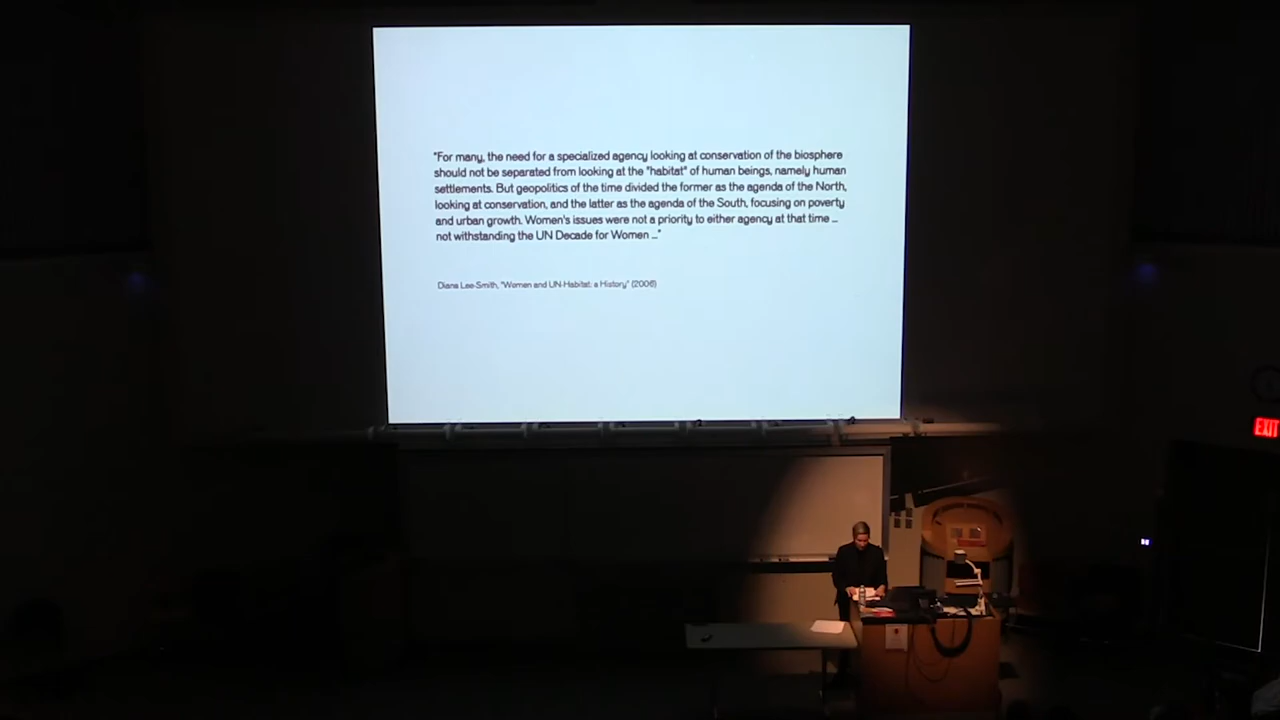 "For many, the need for a specialized agency looking at conservation of the biosphere
should not be separated from looking at the "habitat" of human beings, namely human
settlements. But geopolitics of the time divided the former as the agenda of the North,
looking at conservation, and the latter as the agenda of the South, focusing on poverty
and urban growth. Women's issues were not a priority to either agency at that time ...
not withstanding the UN Decade for Women ..."
Diana Lee-Smith, "Women and UN-Habitat: a History" (2006)
EXIT